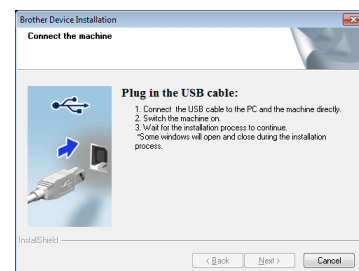 Brother Device Installation
Connect the machine
Plug in the USB cable:
1. Connect the USB cable to the PC and the machine directly.
2. Switch the machine on.
3. Wait for the installation process to continue.
*Some windows will open and close during the installation
process.
InstallShield
< Back Next > Cancel